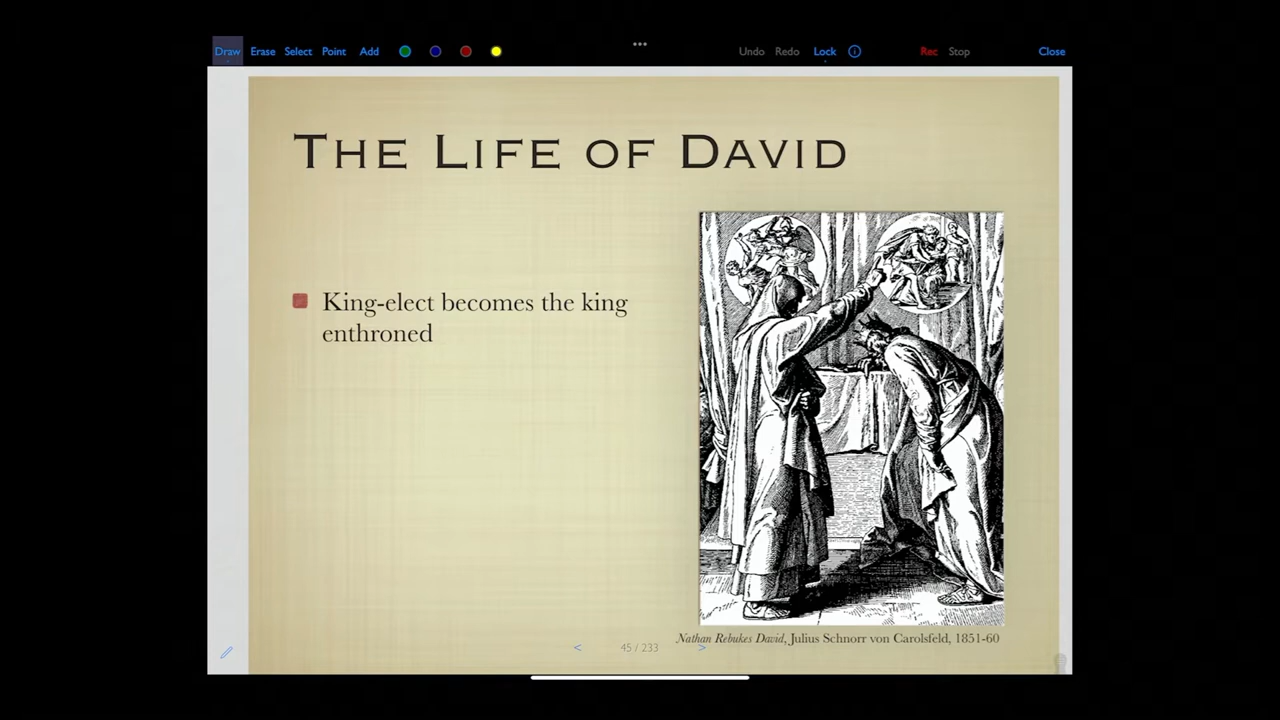 Draw Erase Select Point Add Undo Redo Lock Rec Stop Close
THE LIFE OF DAVID
King-elect becomes the king
enthroned
Nathan Rebukes David, Julius Schnorr von Carolsfeld, 1851-60
< 45 / 233 >